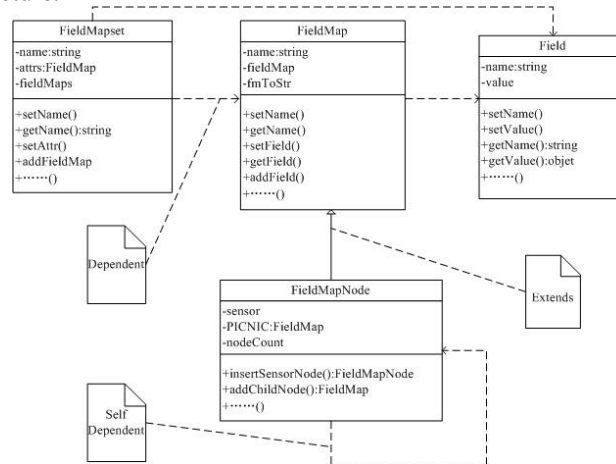 FieldMapset
-name:string
-attrs:FieldMap
-fieldMaps
+setName()
+getName():string
+setAttr()
+addFieldMap
+……()
FieldMap
-name:string
-fieldMap
-fmToStr
+setName()
+getName()
+setField()
+getField()
+addField()
+……()
Field
-name:string
-value
+setName()
+setValue()
+getName():string
+getValue():objet
+……()
Dependent
Extends
FieldMapNode
-sensor
-PICNIC:FieldMap
-nodeCount
+insertSensorNode():FieldMapNode
+addChildNode():FieldMap
+……()
Self
Dependent